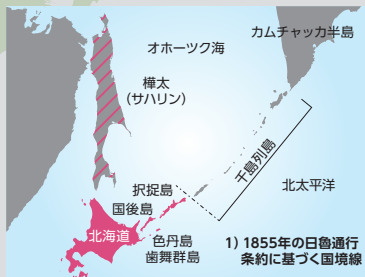 オホーツク海
カムチャッカ半島
樺太
（サハリン）
千島列島
北太平洋
択捉島
国後島
北海道
色丹島
歯舞群島
1）1855年の日魯通行
条約に基づく国境線